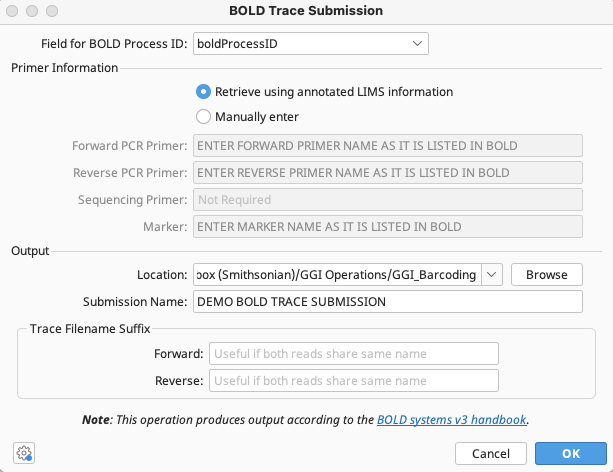 BOLD Trace Submission
Field for BOLD Process ID: boldProcessID
Primer Information
Retrieve using annotated LIMS information
Manually enter
Forward PCR Primer: ENTER FORWARD PRIMER NAME AS IT IS LISTED IN BOLD
Reverse PCR Primer: ENTER REVERSE PRIMER NAME AS IT IS LISTED IN BOLD
Sequencing Primer: Not Required
Marker: ENTER MARKER NAME AS IT IS LISTED IN BOLD
Output
Location: box (Smithsonian)/GGI Operations/GGI_Barcoding Browse
Submission Name: DEMO BOLD TRACE SUBMISSION
Trace Filename Suffix
Forward: Useful if both reads share same name
Reverse: Useful if both reads share same name
Note: This operation produces output according to the BOLD systems v3 handbook.
Cancel OK